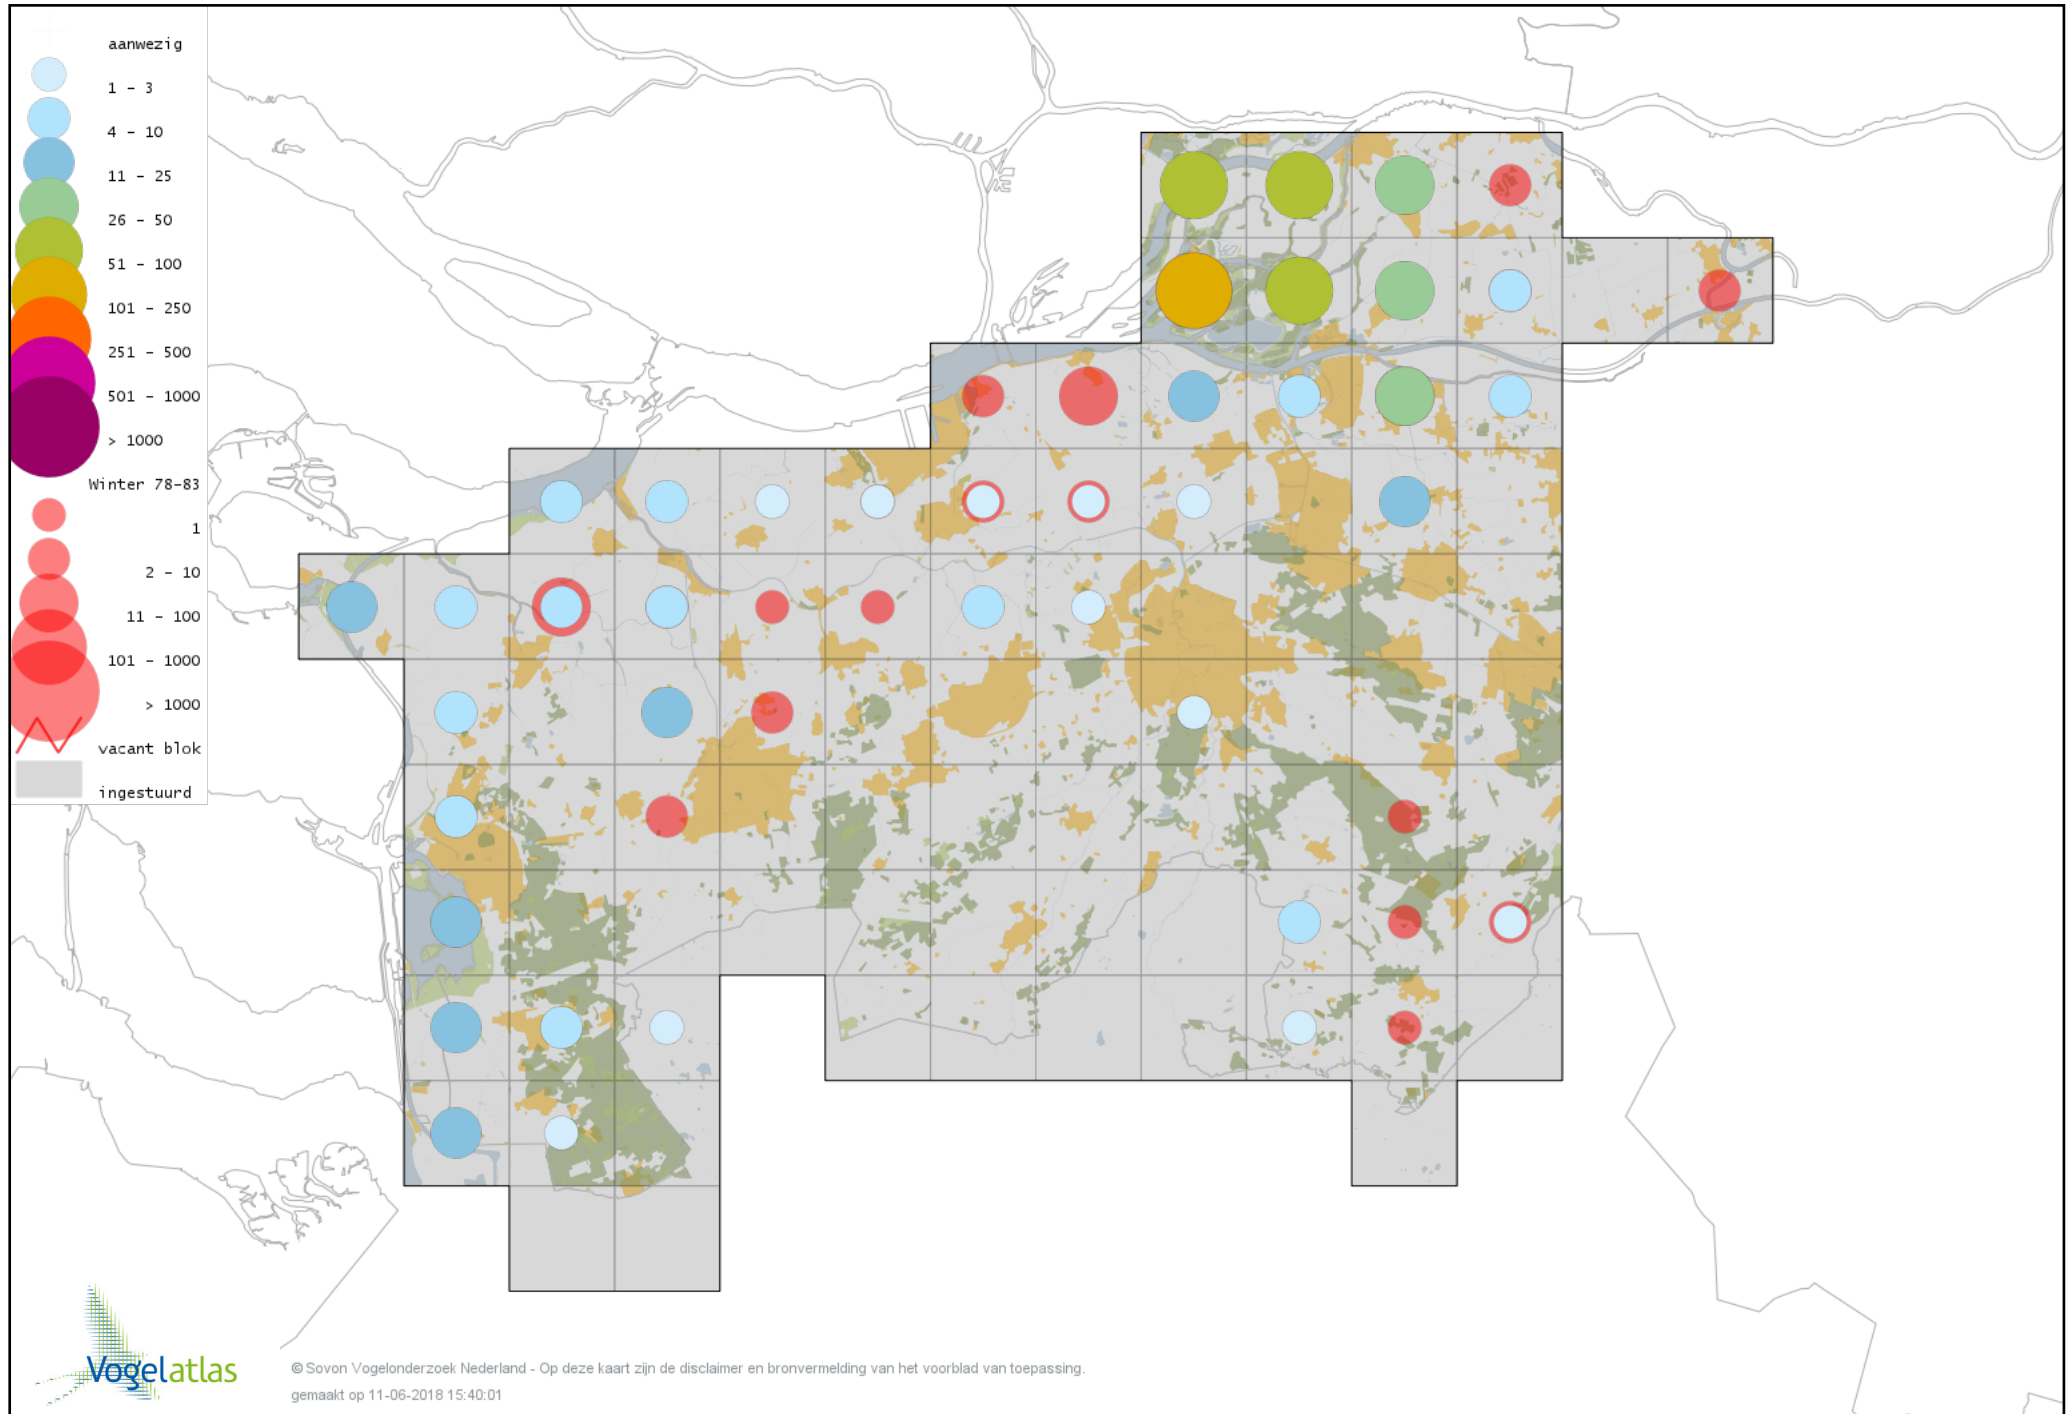 aanwezig
1 - 3
4 - 10
11 - 25
26 - 50
51 - 100
101 - 250
251 - 500
501 - 1000
> 1000
Winter 78-83
1
2 - 10
11 - 100
101 - 1000
> 1000
vacant blok
ingestuurd
Vogelatlas
© Sovon Vogelonderzoek Nederland - Op deze kaart zijn de disclaimer en bronvermelding van het voorblad van toepassing.
gemaakt op 11-06-2018 15:40:01